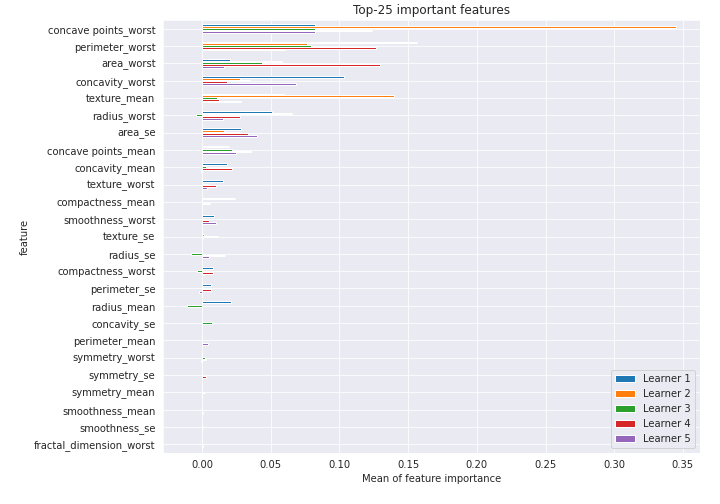 Top-25 important features
concave points_worst
perimeter_worst
area_worst
concavity_worst
texture_mean
radius_worst
area_se
concave points_mean
concavity_mean
texture_worst
compactness_mean
smoothness_worst
texture_se
radius_se
compactness_worst
perimeter_se
radius_mean
concavity_se
perimeter_mean
symmetry_worst
symmetry_se
symmetry_mean
smoothness_mean
smoothness_se
fractal_dimension_worst
feature
Learner 1
Learner 2
Learner 3
Learner 4
Learner 5
0.00 0.05 0.10 0.15 0.20 0.25 0.30 0.35
Mean of feature importance